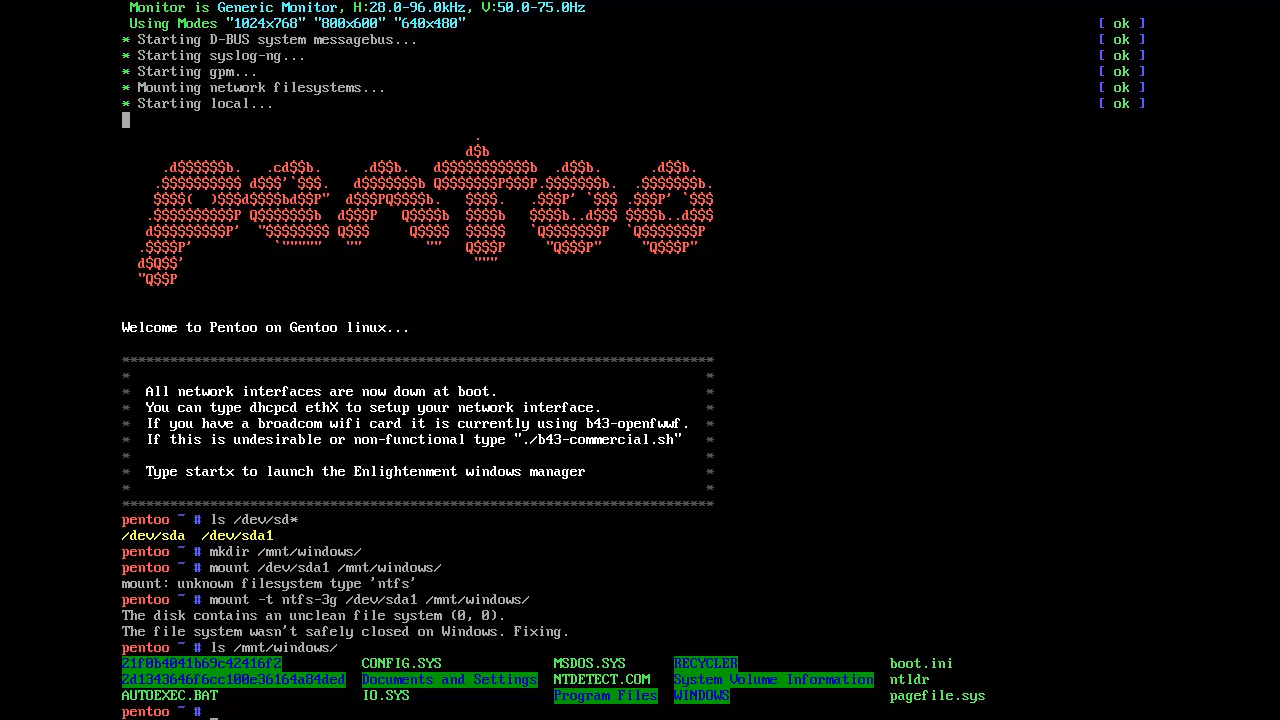 Monitor is Generic Monitor, H:28.0-96.0kHz, V:50.0-75.0Hz
Using Modes "1024x768" "800x600" "640x480" [ ok ]
* Starting D-BUS system messagebus... [ ok ]
* Starting syslog-ng... [ ok ]
* Starting gpm... [ ok ]
* Mounting network filesystems... [ ok ]
* Starting local... [ ok ]
pentoo
Welcome to Pentoo on Gentoo linux...
**************************************************************************
* *
* All network interfaces are now down at boot. *
* You can type dhcpcd ethX to setup your network interface. *
* If you have a broadcom wifi card it is currently using b43-openfwwf. *
* If this is undesirable or non-functional type "./b43-commercial.sh" *
* *
* Type startx to launch the Enlightenment windows manager *
* *
**************************************************************************
pentoo ~ # ls /dev/sd*
/dev/sda /dev/sda1
pentoo ~ # mkdir /mnt/windows/
pentoo ~ # mount /dev/sda1 /mnt/windows/
mount: unknown filesystem type 'ntfs'
pentoo ~ # mount -t ntfs-3g /dev/sda1 /mnt/windows/
The disk contains an unclean file system (0, 0).
The file system wasn't safely closed on Windows. Fixing.
pentoo ~ # ls /mnt/windows/
21f0b4041b69c42416f2 CONFIG.SYS MSDOS.SYS RECYCLER boot.ini
2d1343646f6cc100e36164a84ded Documents and Settings NTDETECT.COM System Volume Information ntldr
AUTOEXEC.BAT IO.SYS Program Files WINDOWS pagefile.sys
pentoo ~ #